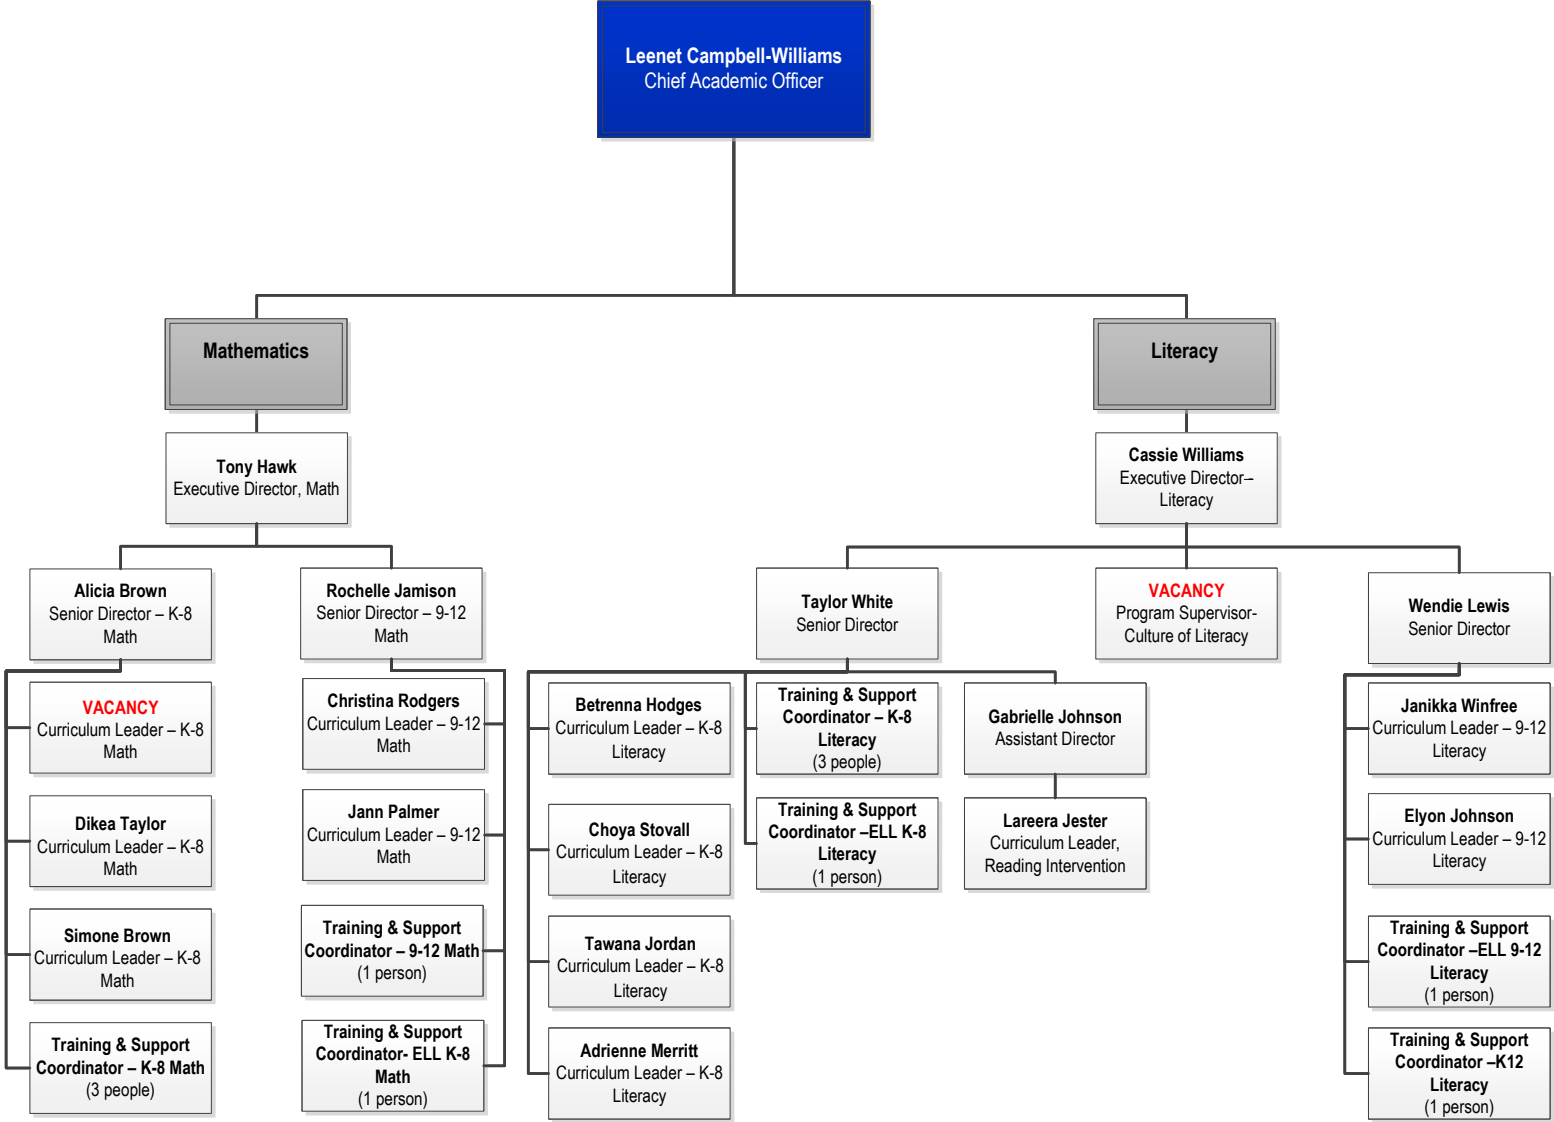 Leenet Campbell-Williams
Chief Academic Officer
Mathematics
Literacy
Tony Hawk
Executive Director, Math
Cassie Williams
Executive Director–
Literacy
Alicia Brown
Senior Director – K-8
Math
Rochelle Jamison
Senior Director – 9-12
Math
Taylor White
Senior Director
VACANCY
Program Supervisor-
Culture of Literacy
Wendie Lewis
Senior Director
VACANCY
Curriculum Leader – K-8
Math
Dikea Taylor
Curriculum Leader – K-8
Math
Simone Brown
Curriculum Leader – K-8
Math
Training & Support
Coordinator – K-8 Math
(3 people)
Christina Rodgers
Curriculum Leader – 9-12
Math
Jann Palmer
Curriculum Leader – 9-12
Math
Training & Support
Coordinator – 9-12 Math
(1 person)
Training & Support
Coordinator- ELL K-8
Math
(1 person)
Betrenna Hodges
Curriculum Leader – K-8
Literacy
Choya Stovall
Curriculum Leader – K-8
Literacy
Tawana Jordan
Curriculum Leader – K-8
Literacy
Adrienne Merritt
Curriculum Leader – K-8
Literacy
Training & Support
Coordinator – K-8
Literacy
(3 people)
Training & Support
Coordinator –ELL K-8
Literacy
(1 person)
Gabrielle Johnson
Assistant Director
Lareera Jester
Curriculum Leader,
Reading Intervention
Janikka Winfree
Curriculum Leader – 9-12
Literacy
Elyon Johnson
Curriculum Leader – 9-12
Literacy
Training & Support
Coordinator –ELL 9-12
Literacy
(1 person)
Training & Support
Coordinator –K12
Literacy
(1 person)